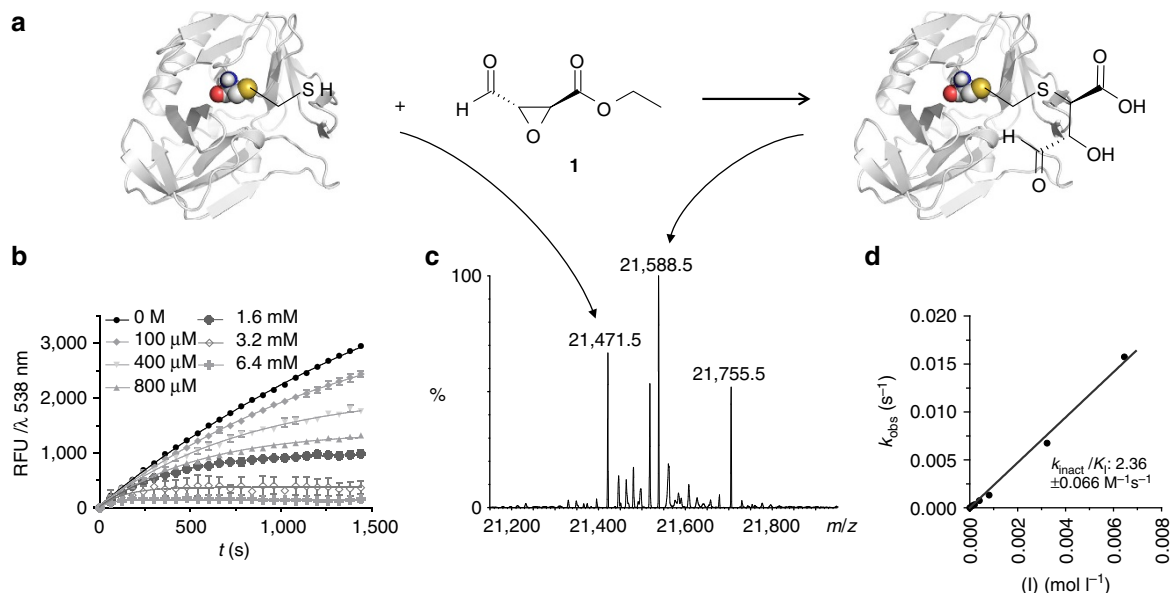 a
S H
+
O
H
O
O
O
1
S
O
OH
H
O
OH
b
0 M
100 µM
400 µM
800 µM
1.6 mM
3.2 mM
6.4 mM
RFU /λ 538 nm
3,000
2,000
1,000
0
0
500
1,000
1,500
t (s)
c
100
%
21,471.5
21,588.5
21,755.5
21,200
21,400
21,600
21,800
m/z
d
0.020
0.015
0.010
0.005
0.000
kobs (s⁻¹)
kinact /KI: 2.36
±0.066 M⁻¹s⁻¹
0.000
0.002
0.004
0.006
0.008
(I) (mol l⁻¹)